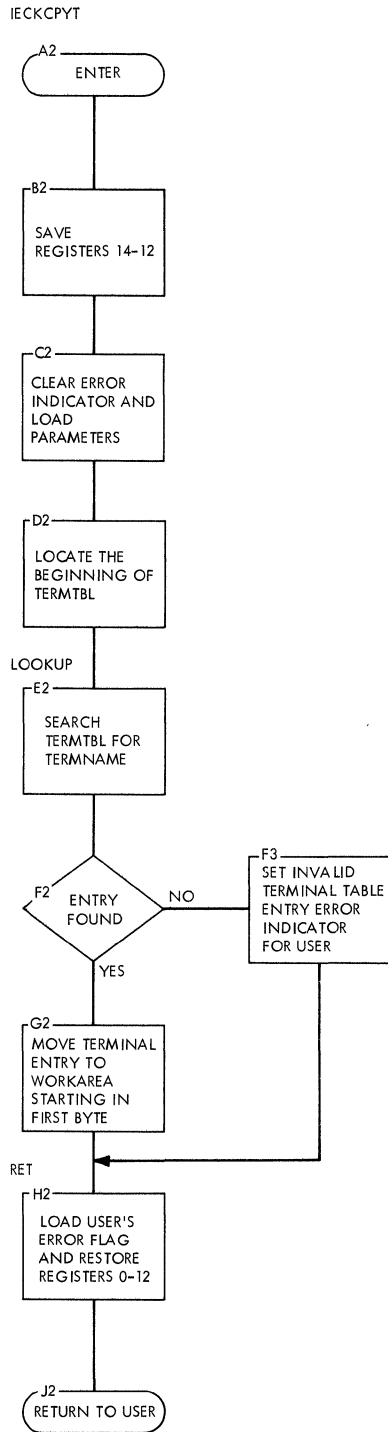 IECKCPYT
A2
ENTER
B2
SAVE
REGISTERS 14-12
C2
CLEAR ERROR
INDICATOR AND
LOAD
PARAMETERS
D2
LOCATE THE
BEGINNING OF
TERMTBL
LOOKUP
E2
SEARCH
TERMTBL FOR
TERMNAME
F2
ENTRY
FOUND
NO
YES
F3
SET INVALID
TERMINAL TABLE
ENTRY ERROR
INDICATOR
FOR USER
G2
MOVE TERMINAL
ENTRY TO
WORKAREA
STARTING IN
FIRST BYTE
RET
H2
LOAD USER'S
ERROR FLAG
AND RESTORE
REGISTERS 0-12
J2
RETURN TO USER